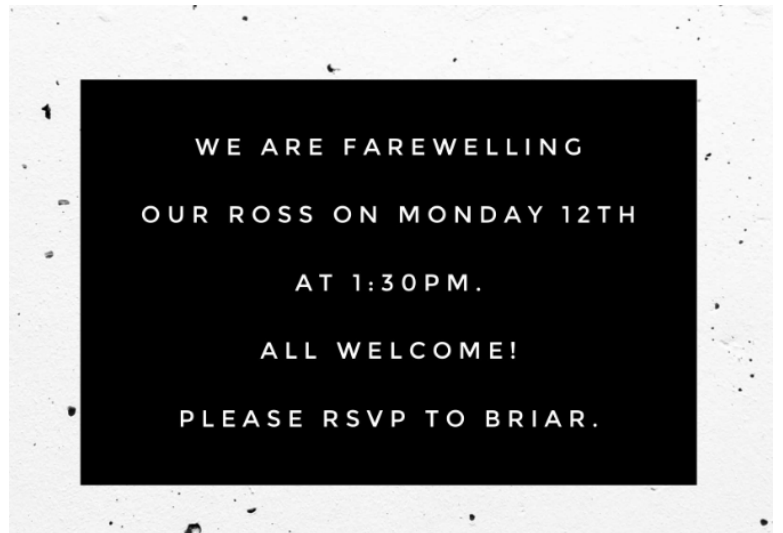 WE ARE FAREWELLING
OUR ROSS ON MONDAY 12TH
AT 1:30PM.
ALL WELCOME!
PLEASE RSVP TO BRIAR.